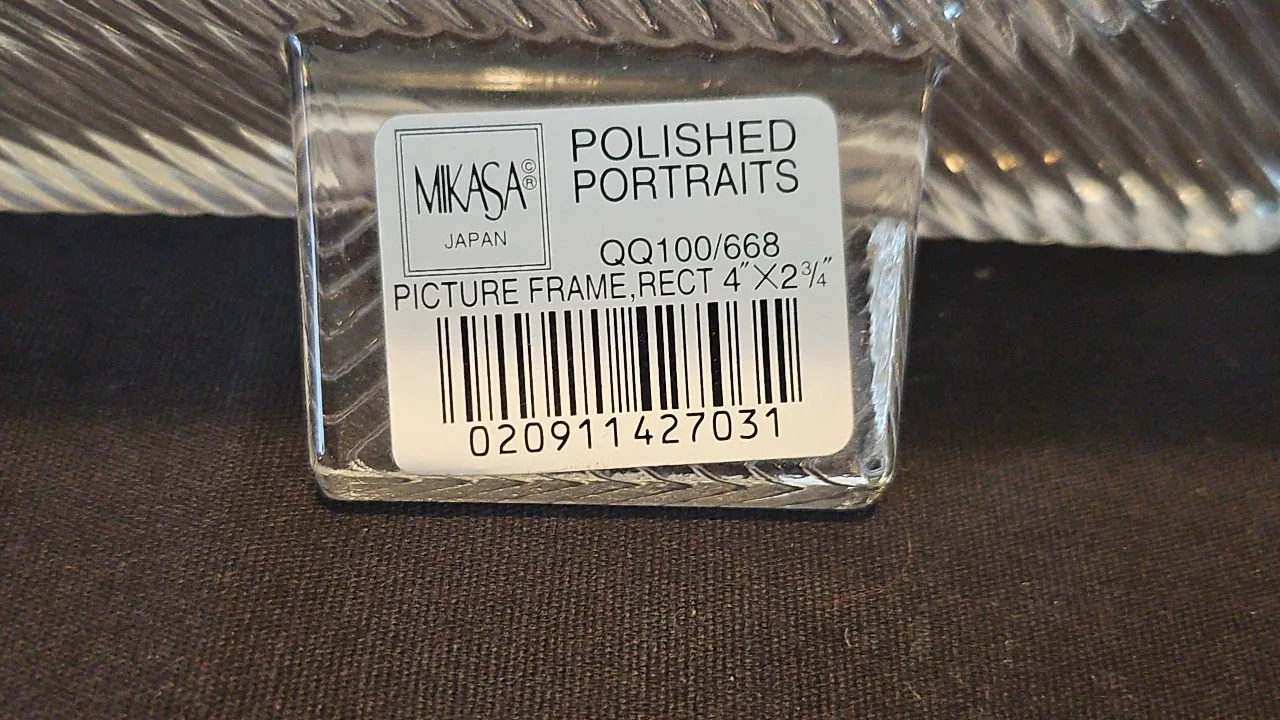 MIKASA©®
JAPAN
POLISHED
PORTRAITS
QQ100/668
PICTURE FRAME,RECT 4"X2¾"
020911427031